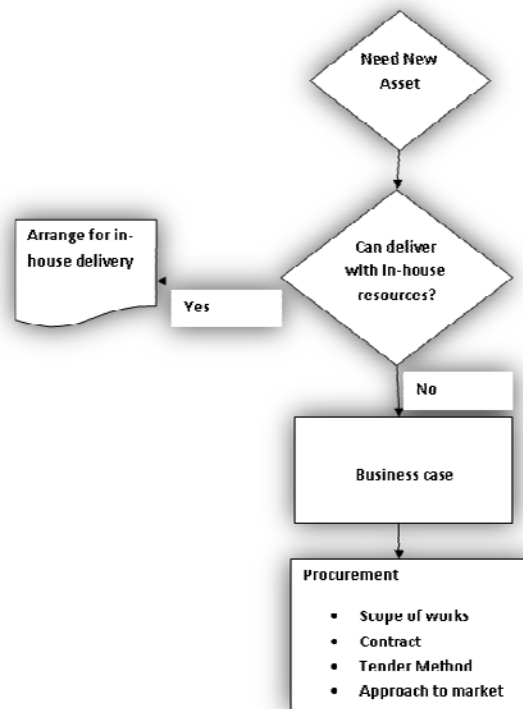 Need New
Asset
Can deliver
with in-house
resources?
Arrange for in-
house delivery
Yes
No
Business case
Procurement
• Scope of works
• Contract
• Tender Method
• Approach to market